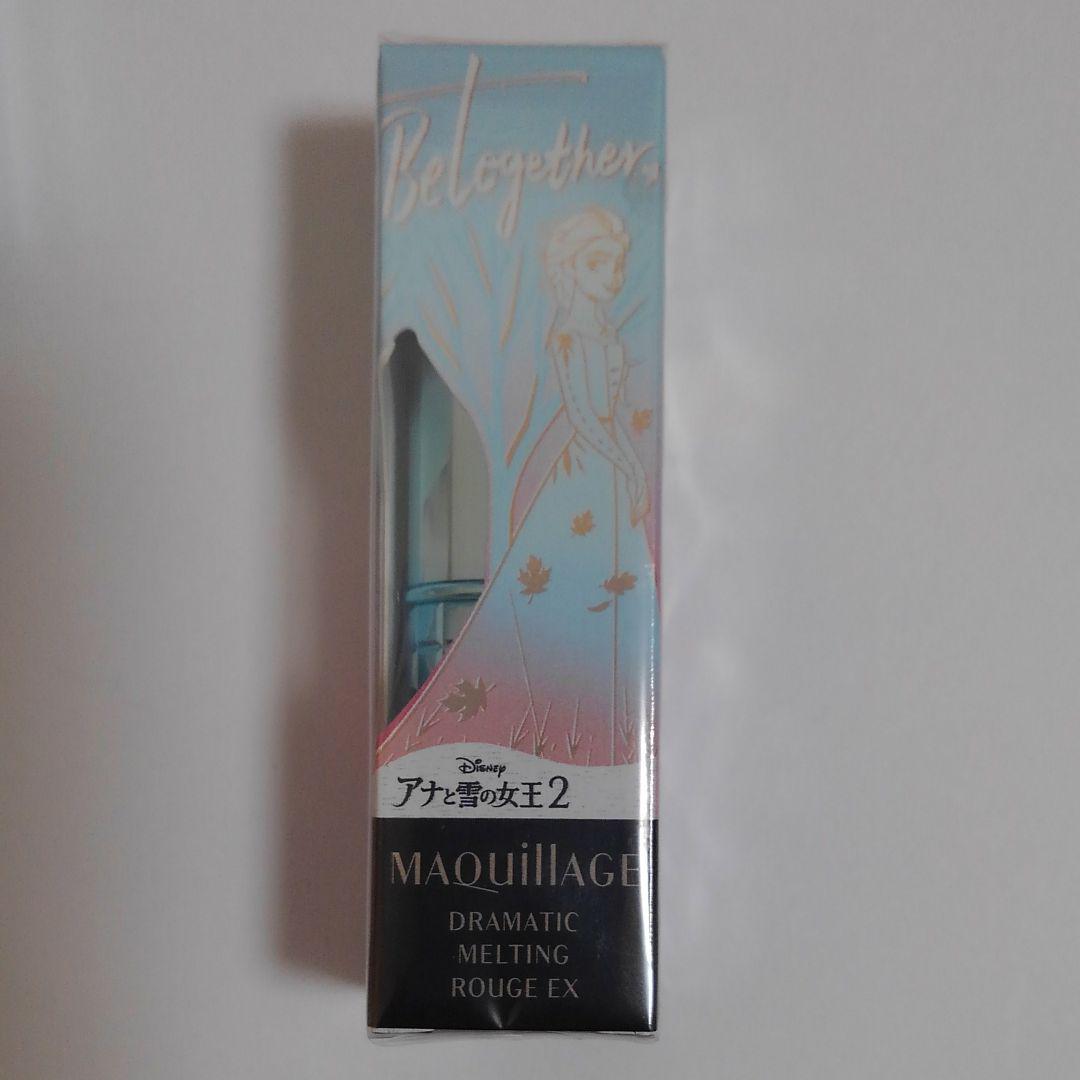 Be Together
Disney
アナと雪の女王2
MAQuillAGE
DRAMATIC
MELTING
ROUGE EX